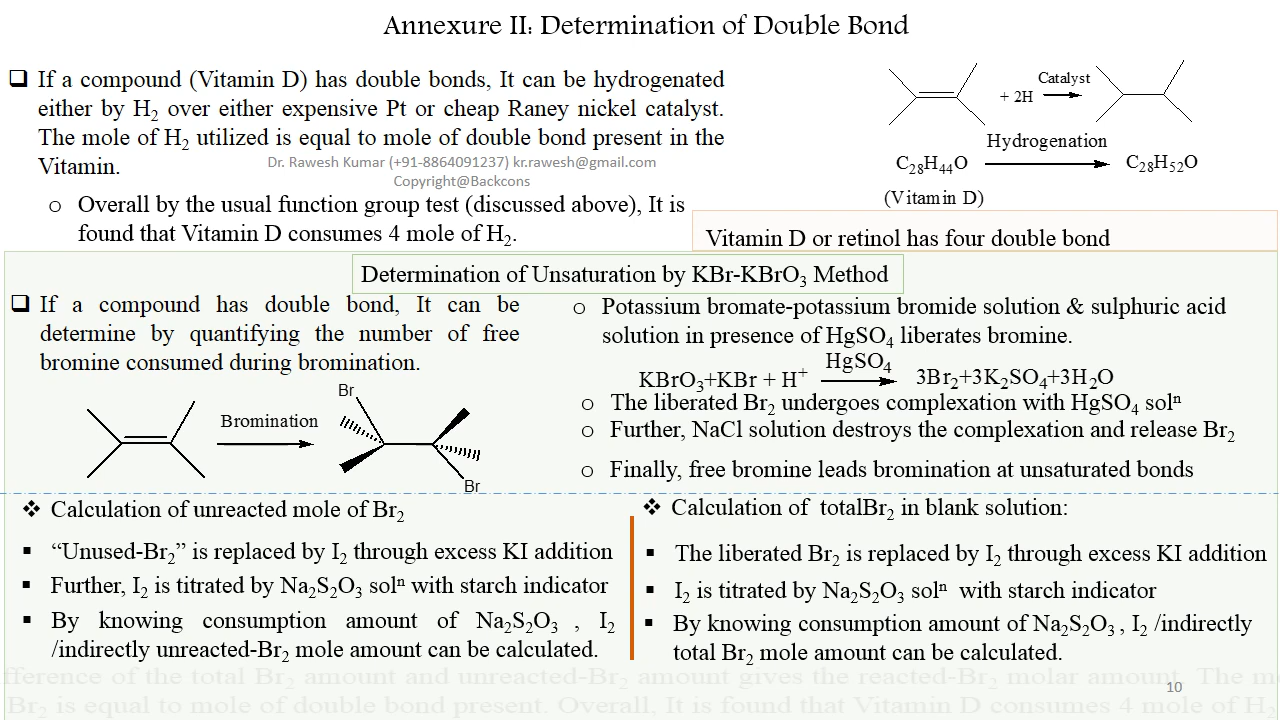 Annexure II: Determination of Double Bond
❑ If a compound (Vitamin D) has double bonds, It can be hydrogenated
either by H₂ over either expensive Pt or cheap Raney nickel catalyst.
The mole of H₂ utilized is equal to mole of double bond present in the
Vitamin.
Dr. Rawesh Kumar (+91-8864091237) kr.rawesh@gmail.com
Copyright@Backcons
o Overall by the usual function group test (discussed above), It is
found that Vitamin D consumes 4 mole of H₂.
+ 2H
Catalyst
Hydrogenation
C₂₈H₄₄O
C₂₈H₅₂O
(Vitamin D)
Vitamin D or retinol has four double bond
Determination of Unsaturation by KBr-KBrO₃ Method
❑ If a compound has double bond, It can be
determine by quantifying the number of free
bromine consumed during bromination.
Bromination
Br
Br
o Potassium bromate-potassium bromide solution & sulphuric acid
solution in presence of HgSO₄ liberates bromine.
HgSO₄
KBrO₃+KBr + H⁺ → 3Br₂+3K₂SO₄+3H₂O
o The liberated Br₂ undergoes complexation with HgSO₄ solⁿ
o Further, NaCl solution destroys the complexation and release Br₂
o Finally, free bromine leads bromination at unsaturated bonds
❖ Calculation of unreacted mole of Br₂
▪ “Unused-Br₂” is replaced by I₂ through excess KI addition
▪ Further, I₂ is titrated by Na₂S₂O₃ solⁿ with starch indicator
▪ By knowing consumption amount of Na₂S₂O₃ , I₂
/indirectly unreacted-Br₂ mole amount can be calculated.
❖ Calculation of totalBr₂ in blank solution:
▪ The liberated Br₂ is replaced by I₂ through excess KI addition
▪ I₂ is titrated by Na₂S₂O₃ solⁿ with starch indicator
▪ By knowing consumption amount of Na₂S₂O₃ , I₂ /indirectly
total Br₂ mole amount can be calculated.
of the total Br₂ amount and unreacted-Br₂ amount gives the reacted-Br₂ molar amount. The
Br₂ is equal to mole of double bond present. Overall, It is found that Vitamin D consumes 4 mole of H₂
10